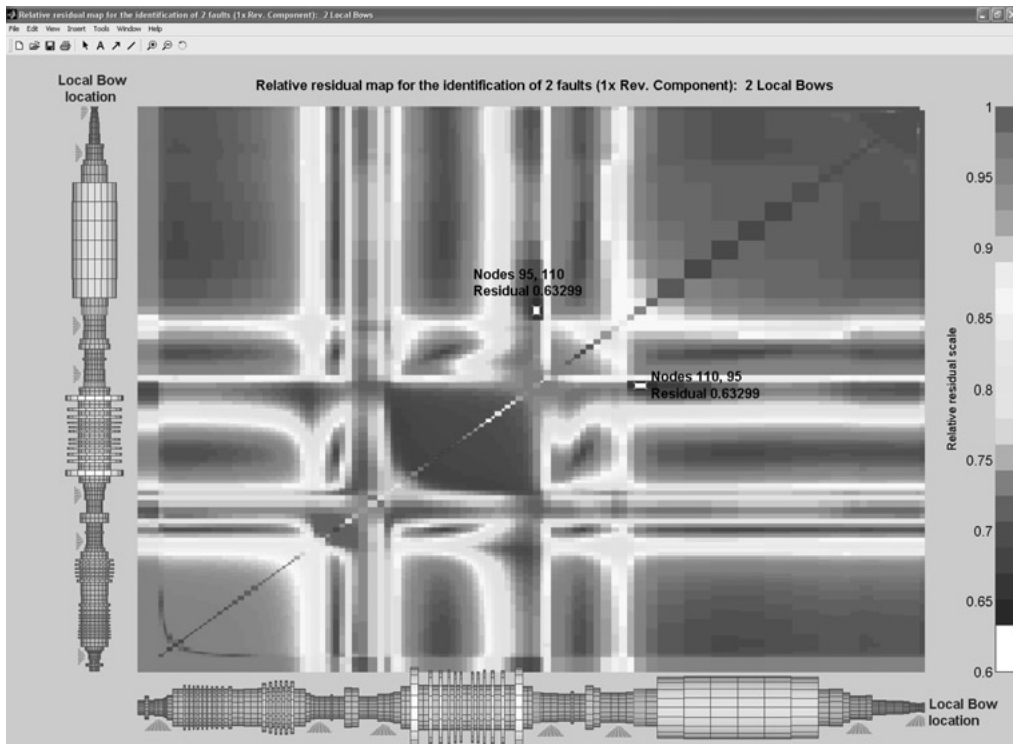 Relative residual map for the identification of 2 faults (1x Rev. Component): 2 Local Bows
File Edit View Insert Tools Window Help
Local Bow
location
Relative residual map for the identification of 2 faults (1x Rev. Component): 2 Local Bows
Nodes 95, 110
Residual 0.63299
Nodes 110, 95
Residual 0.63299
1
0.95
0.9
0.85
0.8
0.75
0.7
0.65
0.6
Relative residual scale
Local Bow
location